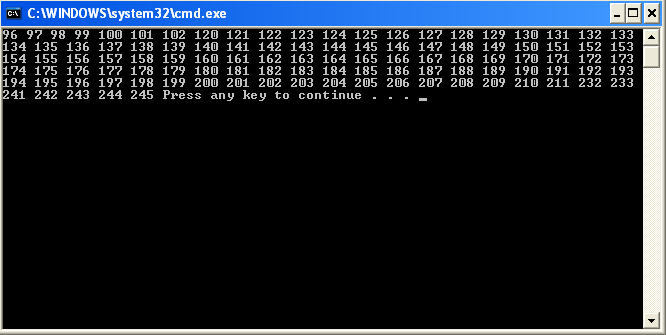 C:\WINDOWS\system32\cmd.exe
96 97 98 99 100 101 102 120 121 122 123 124 125 126 127 128 129 130 131 132 133
134 135 136 137 138 139 140 141 142 143 144 145 146 147 148 149 150 151 152 153
154 155 156 157 158 159 160 161 162 163 164 165 166 167 168 169 170 171 172 173
174 175 176 177 178 179 180 181 182 183 184 185 186 187 188 189 190 191 192 193
194 195 196 197 198 199 200 201 202 203 204 205 206 207 208 209 210 211 232 233
241 242 243 244 245 Press any key to continue . . .